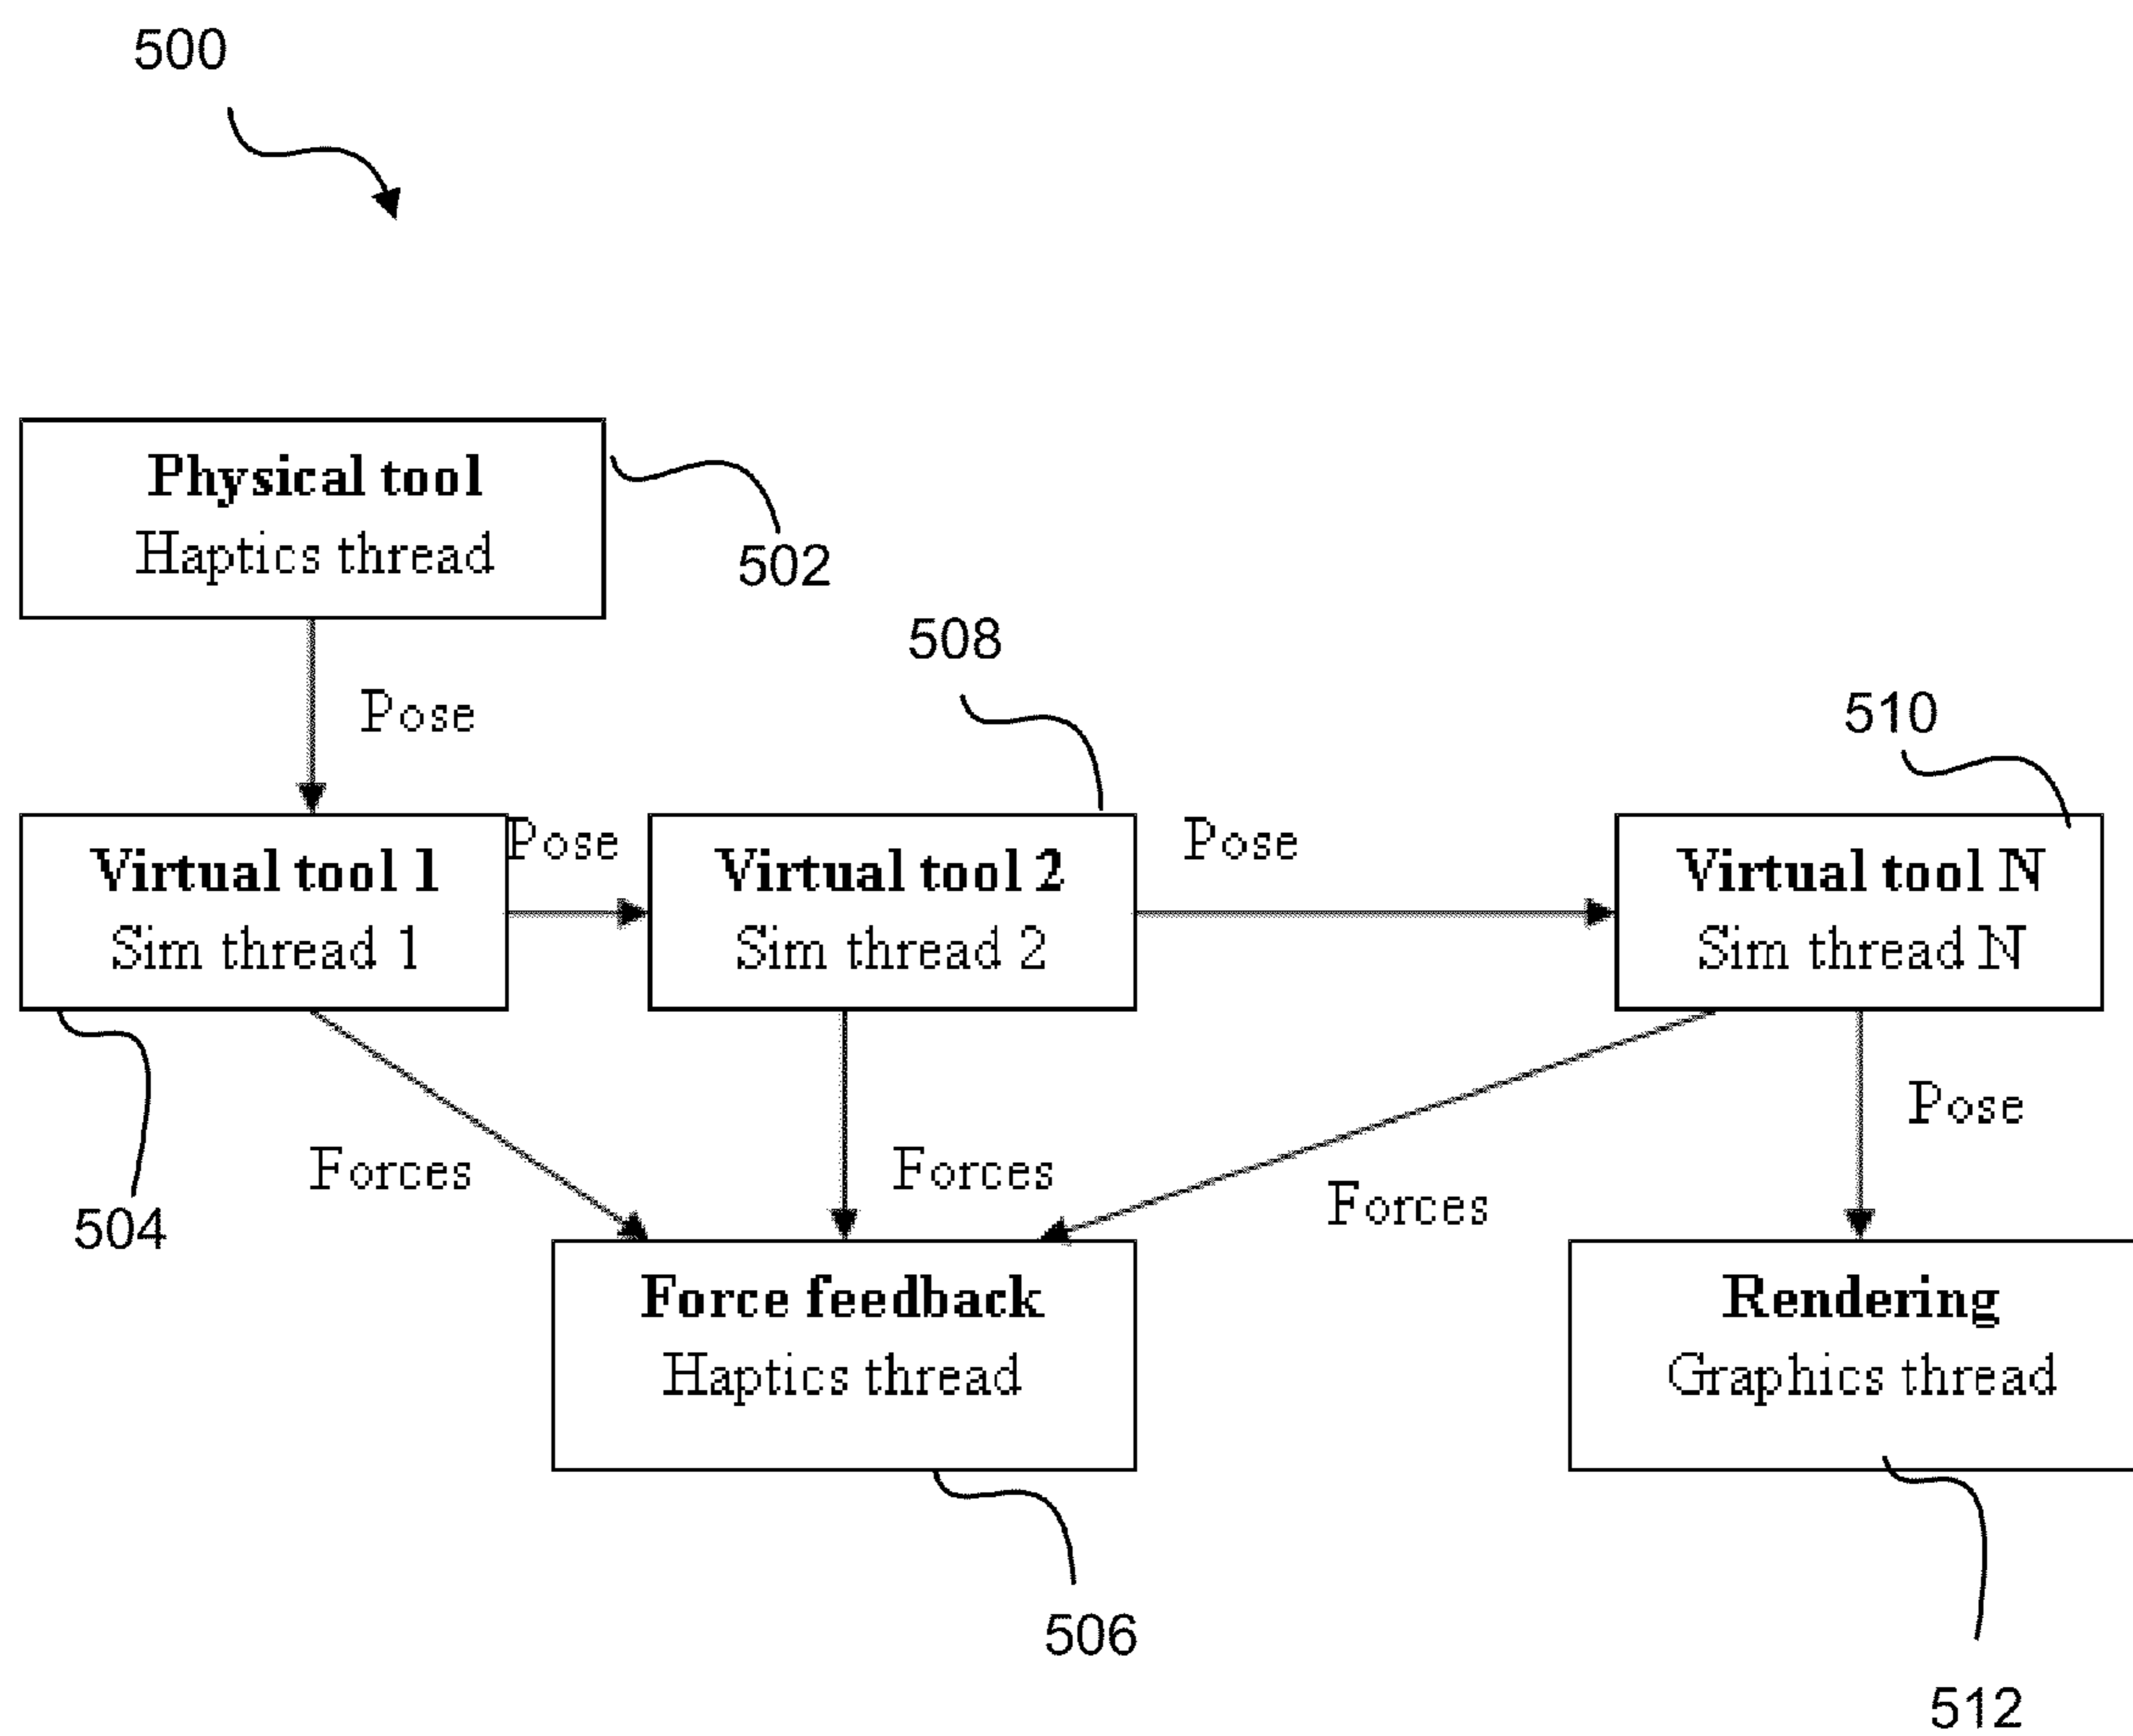 500
Physical tool
Haptics thread
502
508
Pose
510
Virtual tool 1
Sim thread 1
Pose
Virtual tool 2
Sim thread 2
Pose
Virtual tool N
Sim thread N
504
Forces
Forces
Forces
Pose
Force feedback
Haptics thread
Rendering
Graphics thread
506
512